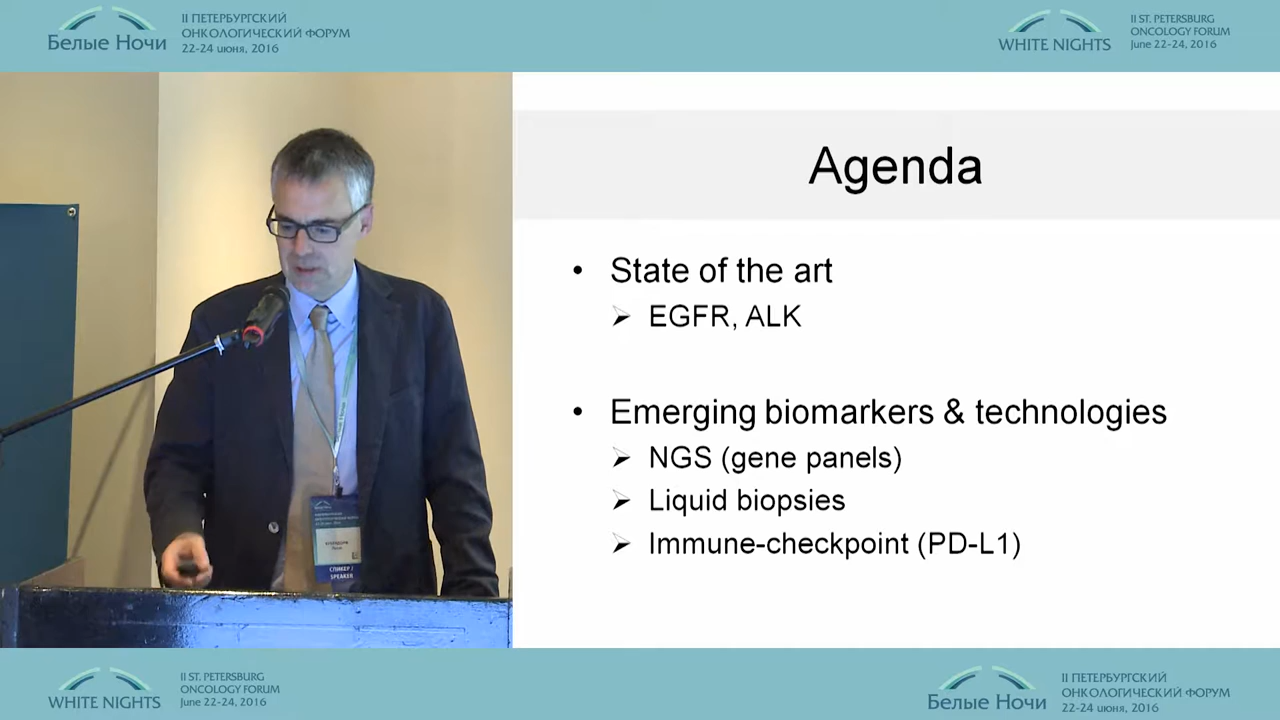 Белые Ночи
II ПЕТЕРБУРГСКИЙ
ОНКОЛОГИЧЕСКИЙ ФОРУМ
22-24 июня, 2016
WHITE NIGHTS
II ST. PETERSBURG
ONCOLOGY FORUM
June 22-24, 2016
СПИКЕР /
SPEAKER
Agenda
• State of the art
➢ EGFR, ALK
• Emerging biomarkers & technologies
➢ NGS (gene panels)
➢ Liquid biopsies
➢ Immune-checkpoint (PD-L1)
WHITE NIGHTS
II ST. PETERSBURG
ONCOLOGY FORUM
June 22-24, 2016
Белые Ночи
II ПЕТЕРБУРГСКИЙ
ОНКОЛОГИЧЕСКИЙ ФОРУМ
22-24 июня, 2016